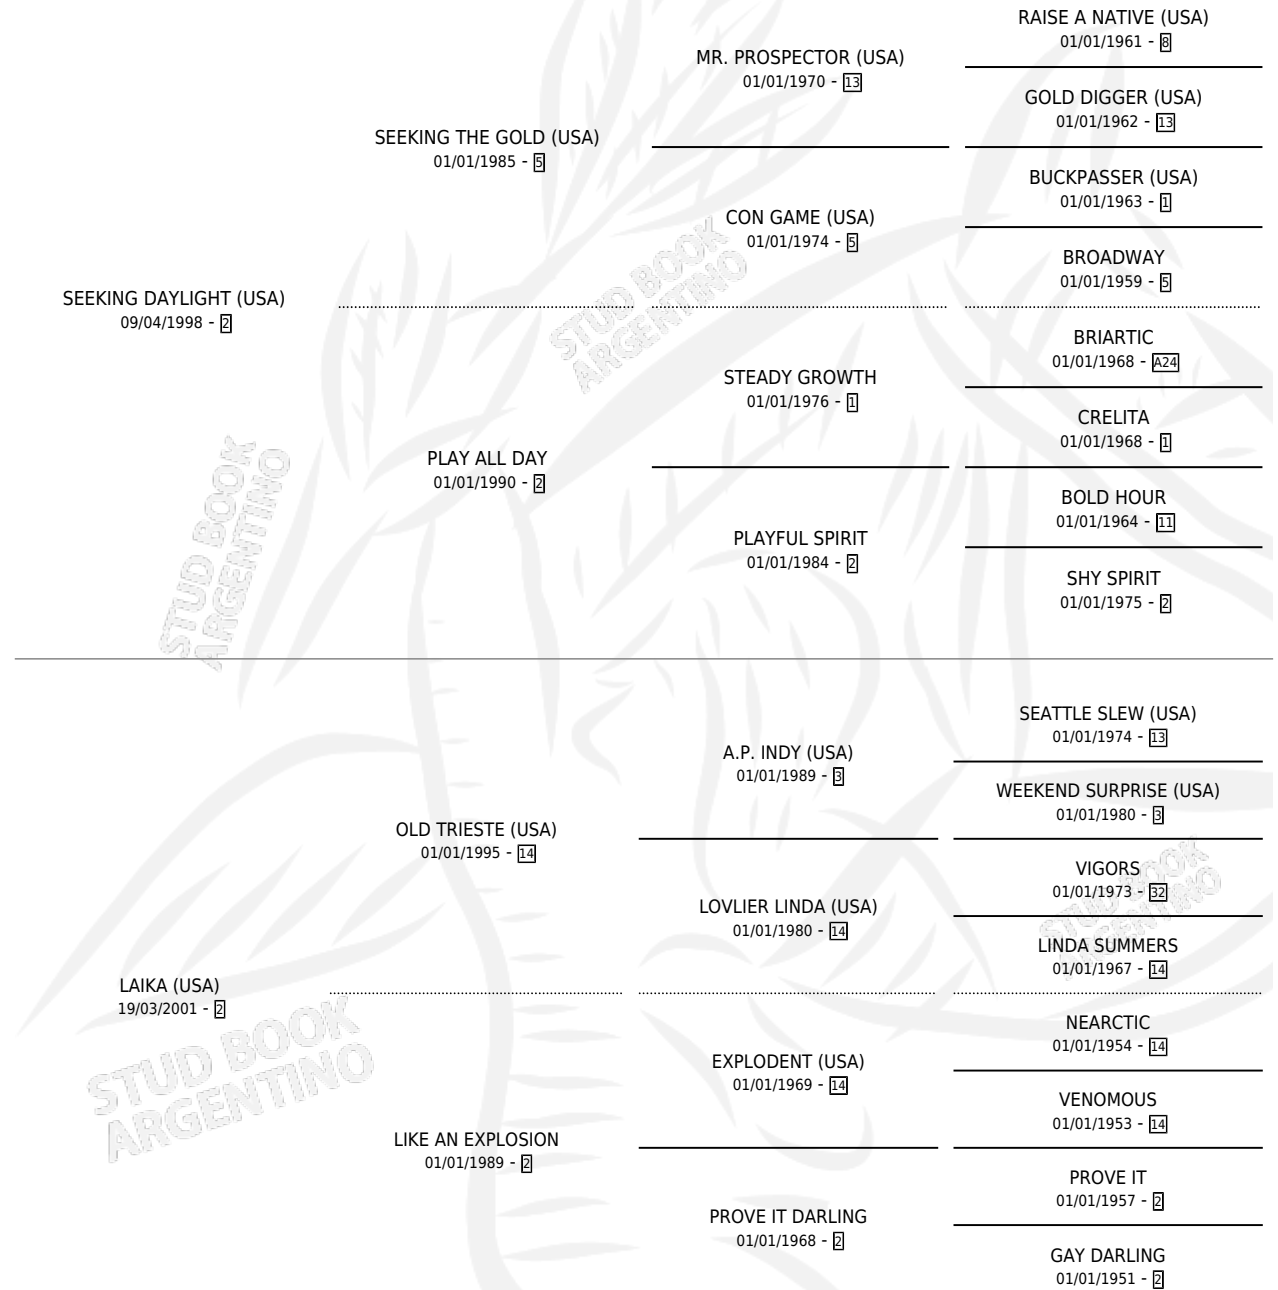 RAISE A NATIVE (USA)
01/01/1961 - 8
MR. PROSPECTOR (USA)
01/01/1970 - 13
GOLD DIGGER (USA)
01/01/1962 - 13
SEEKING THE GOLD (USA)
01/01/1985 - 5
BUCKPASSER (USA)
01/01/1963 - 1
CON GAME (USA)
01/01/1974 - 5
BROADWAY
01/01/1959 - 5
SEEKING DAYLIGHT (USA)
09/04/1998 - 2
BRIARTIC
01/01/1968 - A24
STEADY GROWTH
01/01/1976 - 1
CRELITA
01/01/1968 - 1
PLAY ALL DAY
01/01/1990 - 2
BOLD HOUR
01/01/1964 - 11
PLAYFUL SPIRIT
01/01/1984 - 2
SHY SPIRIT
01/01/1975 - 2
STUD BOOK
ARGENTINO
STUD BOOK
ARGENTINO
SEATTLE SLEW (USA)
01/01/1974 - 13
A.P. INDY (USA)
01/01/1989 - 3
WEEKEND SURPRISE (USA)
01/01/1980 - 3
OLD TRIESTE (USA)
01/01/1995 - 14
VIGORS
01/01/1973 - 32
LOVLIER LINDA (USA)
01/01/1980 - 14
LINDA SUMMERS
01/01/1967 - 14
LAIKA (USA)
19/03/2001 - 2
NEARCTIC
01/01/1954 - 14
EXPLODENT (USA)
01/01/1969 - 14
VENOMOUS
01/01/1953 - 14
LIKE AN EXPLOSION
01/01/1989 - 2
PROVE IT
01/01/1957 - 2
PROVE IT DARLING
01/01/1968 - 2
GAY DARLING
01/01/1951 - 2
STUD BOOK
ARGENTINO
STUD BOOK
ARGENTINO